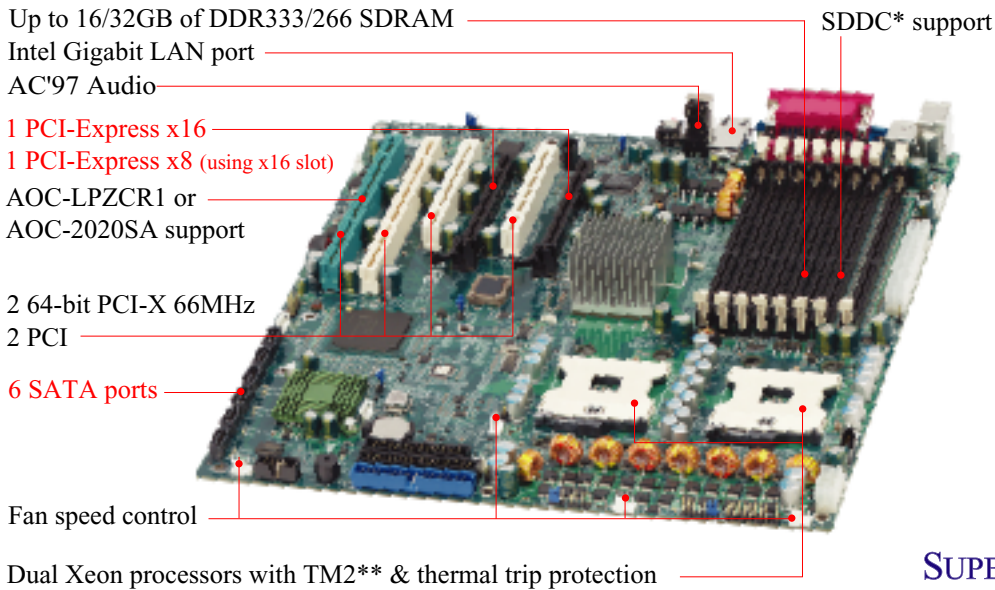 Up to 16/32GB of DDR333/266 SDRAM
SDDC* support
Intel Gigabit LAN port
AC'97 Audio
1 PCI-Express x16
1 PCI-Express x8 (using x16 slot)
AOC-LPZCR1 or
AOC-2020SA support
2 64-bit PCI-X 66MHz
2 PCI
6 SATA ports
Fan speed control
Dual Xeon processors with TM2** & thermal trip protection